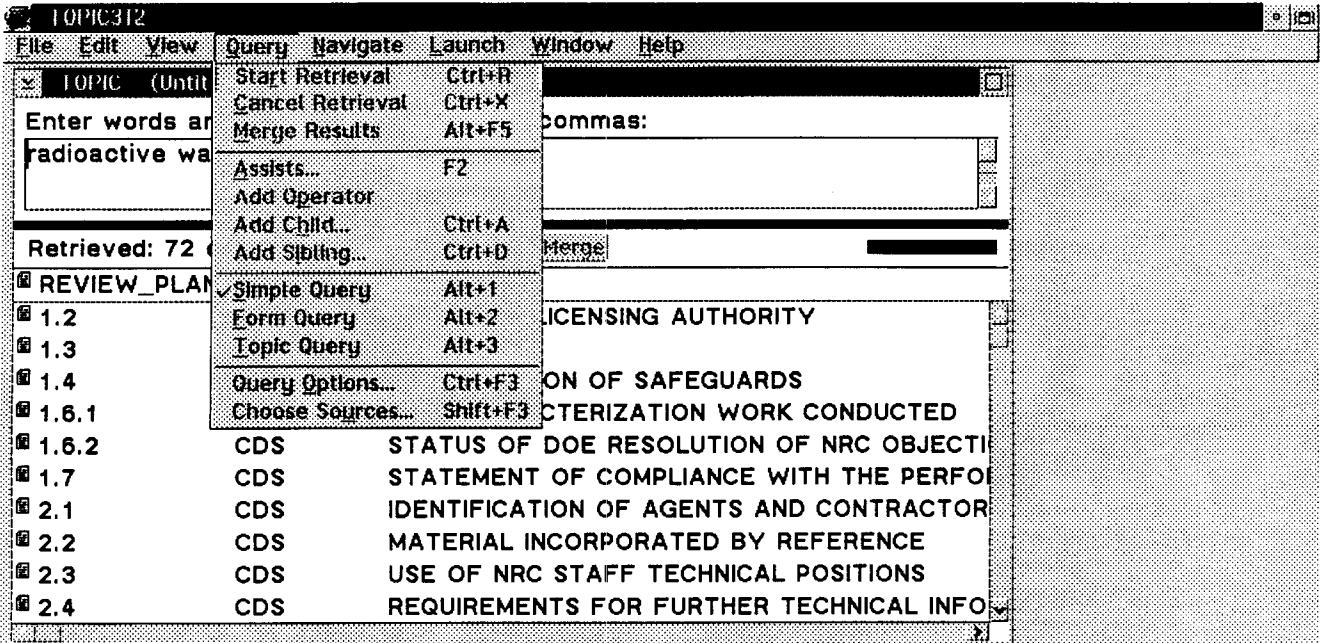 TOPIC312
File Edit View Query Navigate Launch Window Help
TOPIC (Untit
Start Retrieval Ctrl+R
Cancel Retrieval Ctrl+X
Merge Results Alt+F5
Assists... F2
Add Operator
Add Child... Ctrl+A
Add Sibling... Ctrl+D
Simple Query Alt+1
Form Query Alt+2
Topic Query Alt+3
Query Options... Ctrl+F3
Choose Sources... Shift+F3
Enter words an commas:
radioactive wa
Retrieved: 72 Merge
REVIEW_PLAN
1.2 LICENSING AUTHORITY
1.3
1.4 ON OF SAFEGUARDS
1.6.1 CTERIZATION WORK CONDUCTED
1.6.2 CDS STATUS OF DOE RESOLUTION OF NRC OBJECTI
1.7 CDS STATEMENT OF COMPLIANCE WITH THE PERFO
2.1 CDS IDENTIFICATION OF AGENTS AND CONTRACTOR
2.2 CDS MATERIAL INCORPORATED BY REFERENCE
2.3 CDS USE OF NRC STAFF TECHNICAL POSITIONS
2.4 CDS REQUIREMENTS FOR FURTHER TECHNICAL INFO